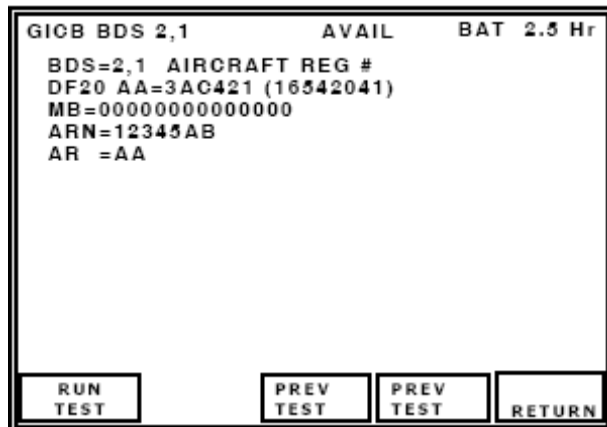 GICB BDS 2,1 AVAIL BAT 2.5 Hr
BDS=2,1 AIRCRAFT REG #
DF20 AA=3AC421 (16542041)
MB=00000000000000
ARN=12345AB
AR =AA
RUN TEST
PREV TEST
PREV TEST
RETURN